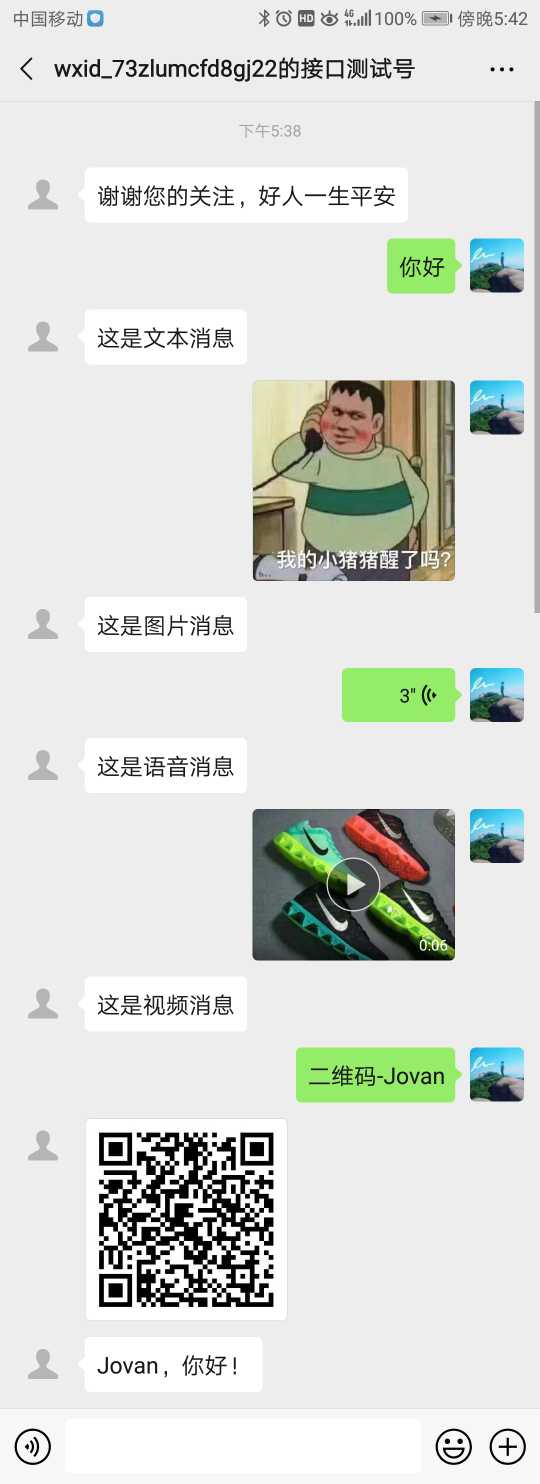 中国移动 HD 4G 100% 傍晚5:42
wxid_73zlumcfd8gj22的接口测试号
下午5:38
谢谢您的关注，好人一生平安
你好
这是文本消息
我的小猪猪醒了吗?
这是图片消息
3"
这是语音消息
0:06
这是视频消息
二维码-Jovan
Jovan，你好！